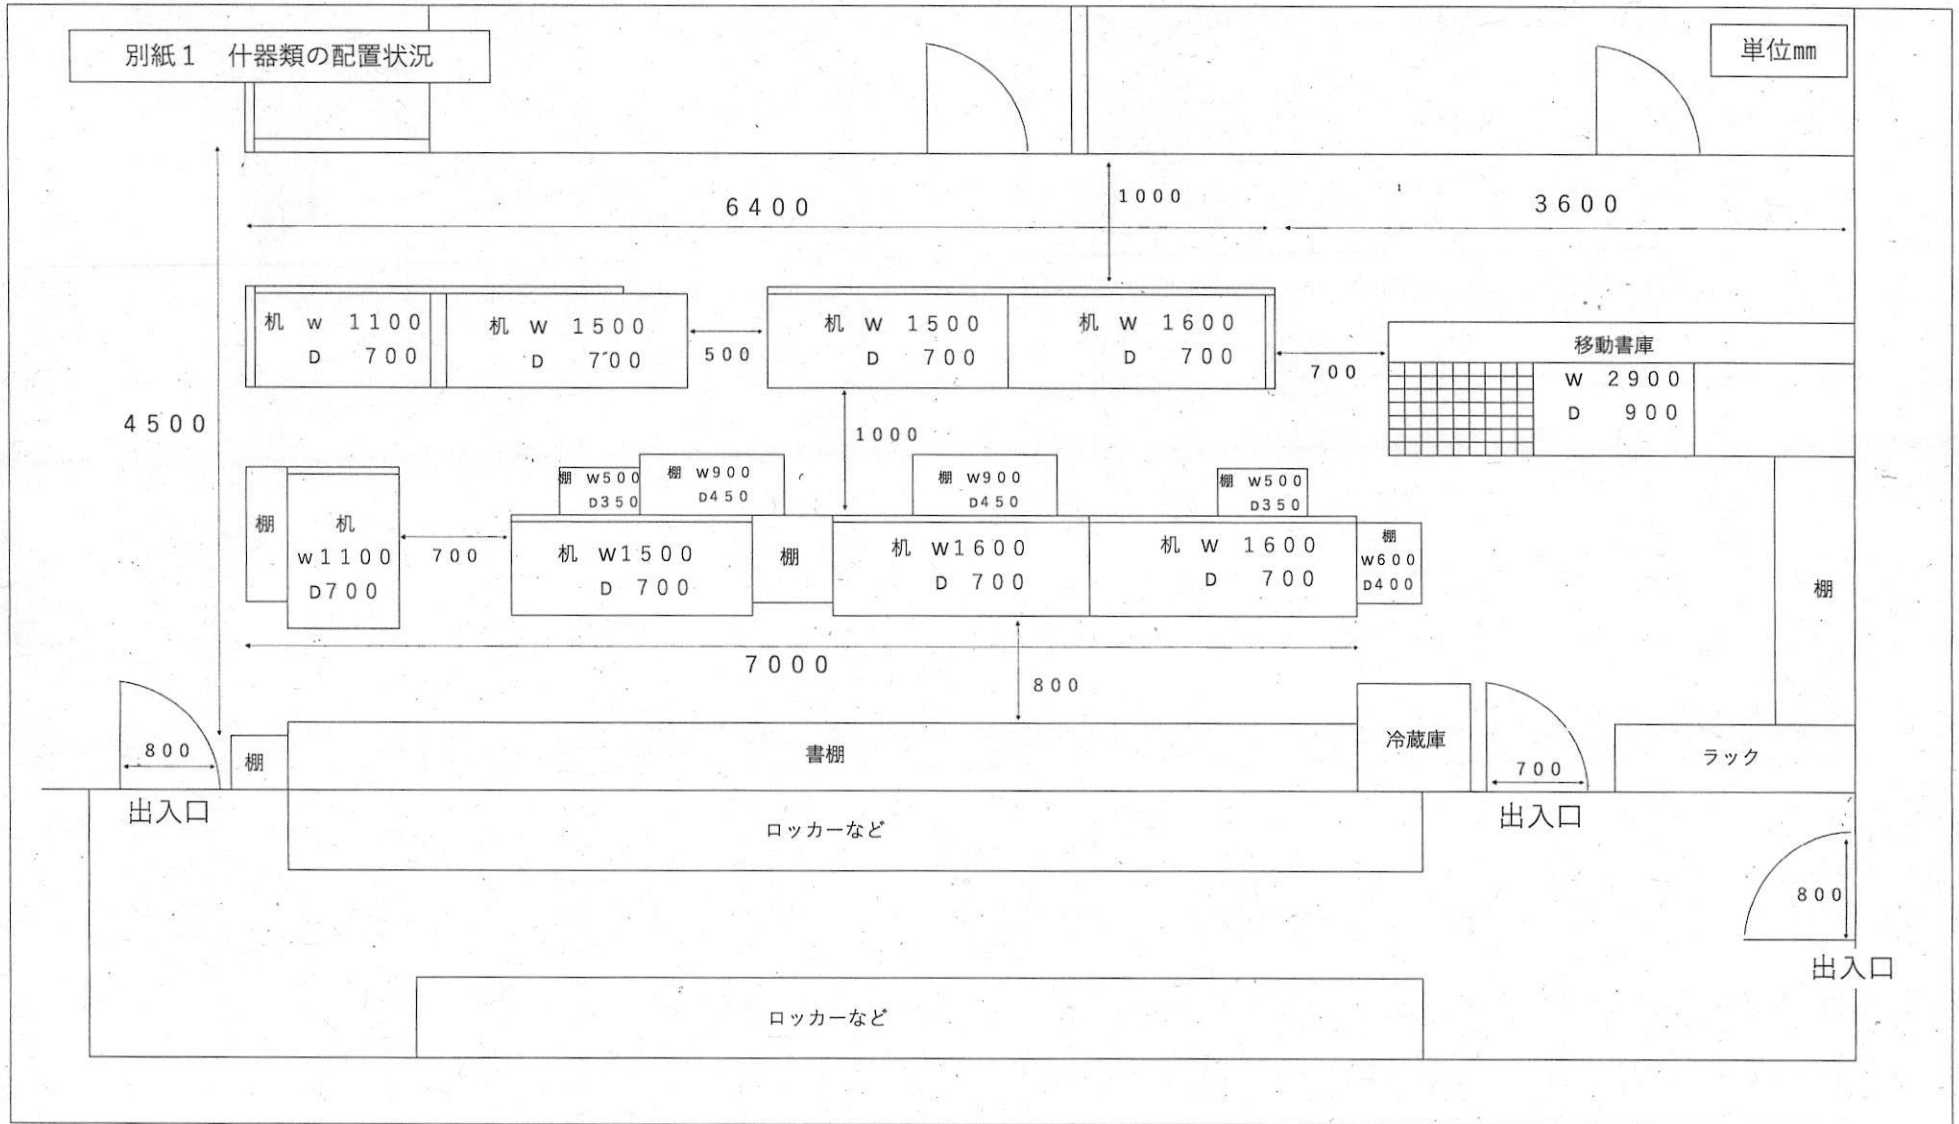 別紙１　什器類の配置状況
単位㎜
6400
1000
3600
机 W 1100
D 700
机 W 1500
D 700
500
机 W 1500
D 700
机 W 1600
D 700
700
移動書庫
W 2900
D 900
4500
1000
棚
机
W1100
D700
700
棚 W500
D350
棚 W900
D450
棚 W900
D450
棚 W500
D350
机 W1500
D 700
棚
机 W1600
D 700
机 W 1600
D 700
棚
W600
D400
棚
7000
800
800
出入口
棚
書棚
冷蔵庫
700
出入口
ラック
ロッカーなど
800
出入口
ロッカーなど